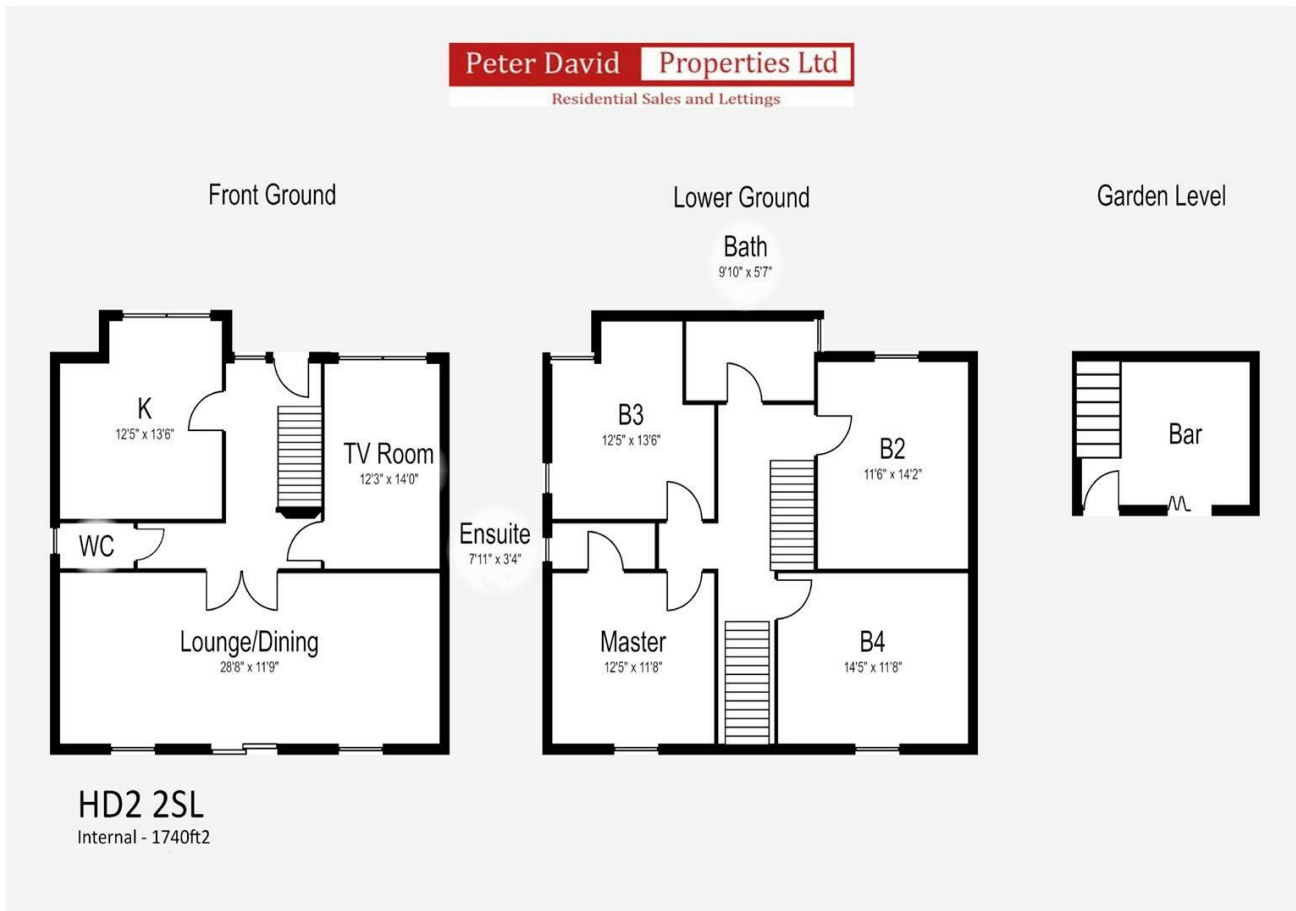 Peter David Properties Ltd
Residential Sales and Lettings
Front Ground
Lower Ground
Garden Level
Bath
9'10" x 5'7"
K
12'5" x 13'6"
TV Room
12'3" x 14'0"
WC
Lounge/Dining
28'8" x 11'9"
B3
12'5" x 13'6"
B2
11'6" x 14'2"
Ensuite
7'11" x 3'4"
Master
12'5" x 11'8"
B4
14'5" x 11'8"
Bar
HD2 2SL
Internal - 1740ft2